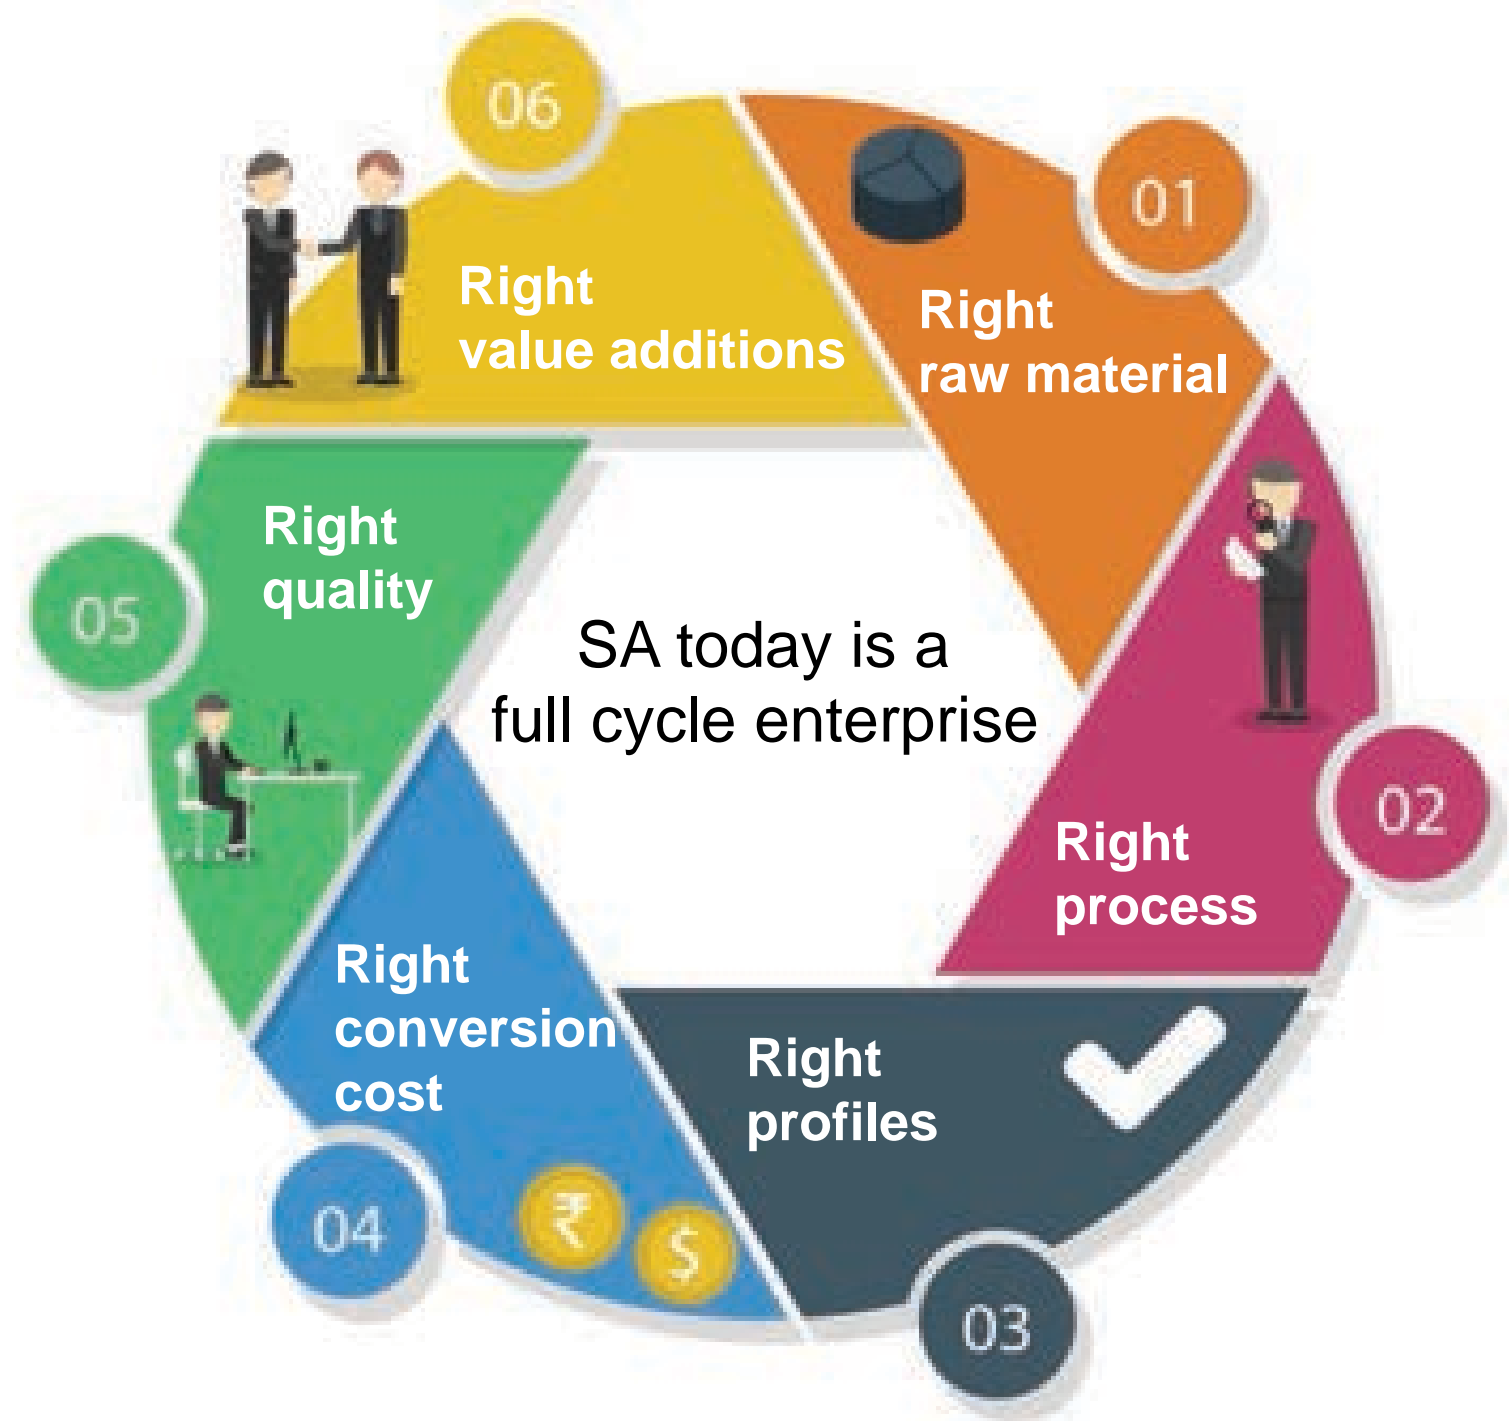 01
Right
raw material
02
Right
process
03
Right
profiles
04
Right
conversion
cost
₹
$
05
Right
quality
06
Right
value additions
SA today is a
full cycle enterprise